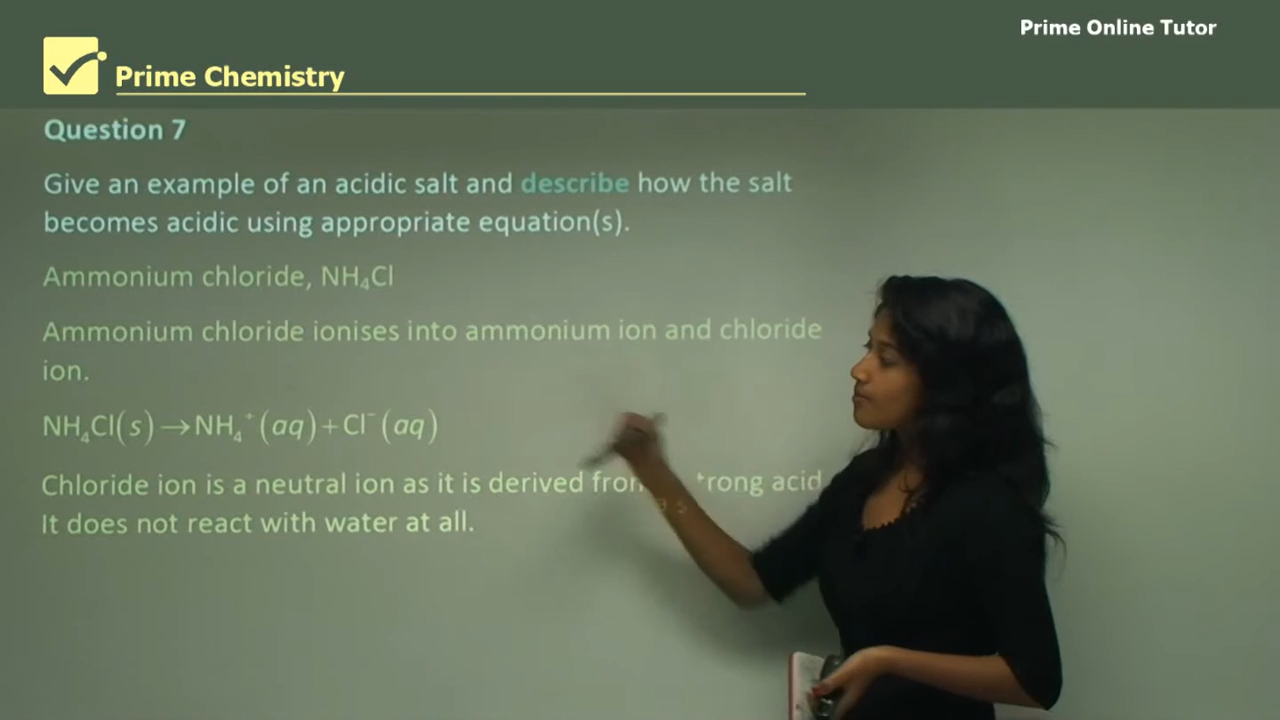 Prime Online Tutor
Prime Chemistry
Question 7
Give an example of an acidic salt and describe how the salt
becomes acidic using appropriate equation(s).
Ammonium chloride, NH₄Cl
Ammonium chloride ionises into ammonium ion and chloride
ion.
NH₄Cl(s)→NH₄⁺(aq)+Cl⁻(aq)
Chloride ion is a neutral ion as it is derived acid
It does not react with water at all.